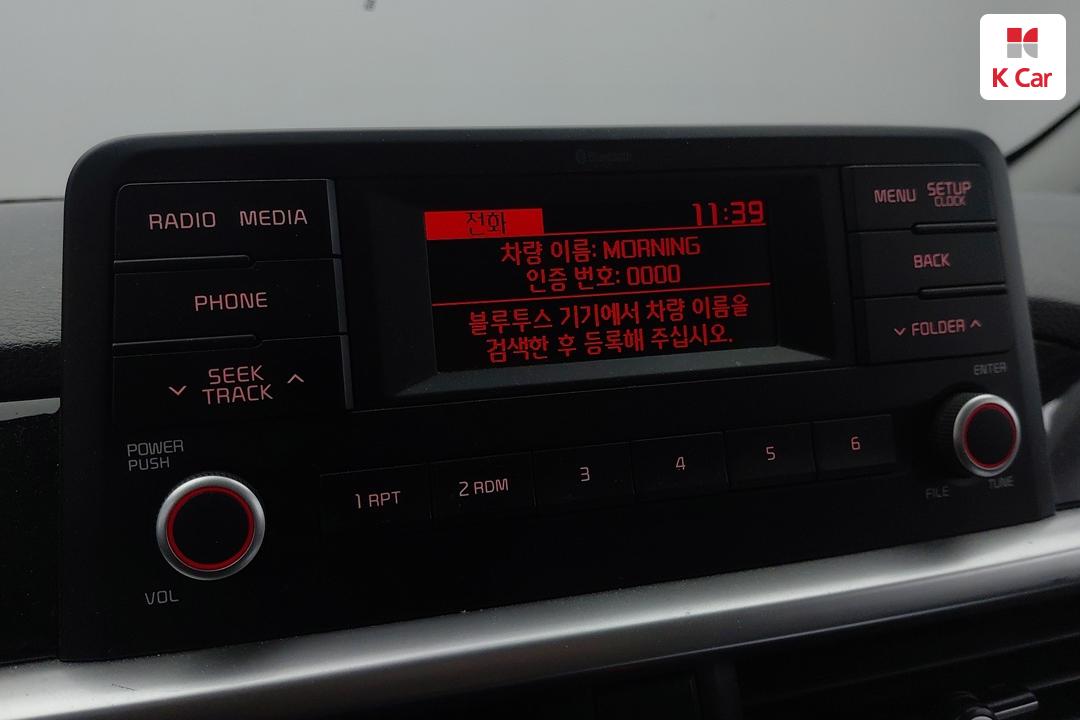 K Car
Bluetooth
RADIO MEDIA
PHONE
SEEK
TRACK
POWER
PUSH
VOL
전화 11:39
차량 이름: MORNING
인증 번호: 0000
블루투스 기기에서 차량 이름을
검색한 후 등록해 주십시오.
MENU SETUP
CLOCK
BACK
FOLDER
ENTER
FILE TUNE
1 RPT 2 RDM 3 4 5 6